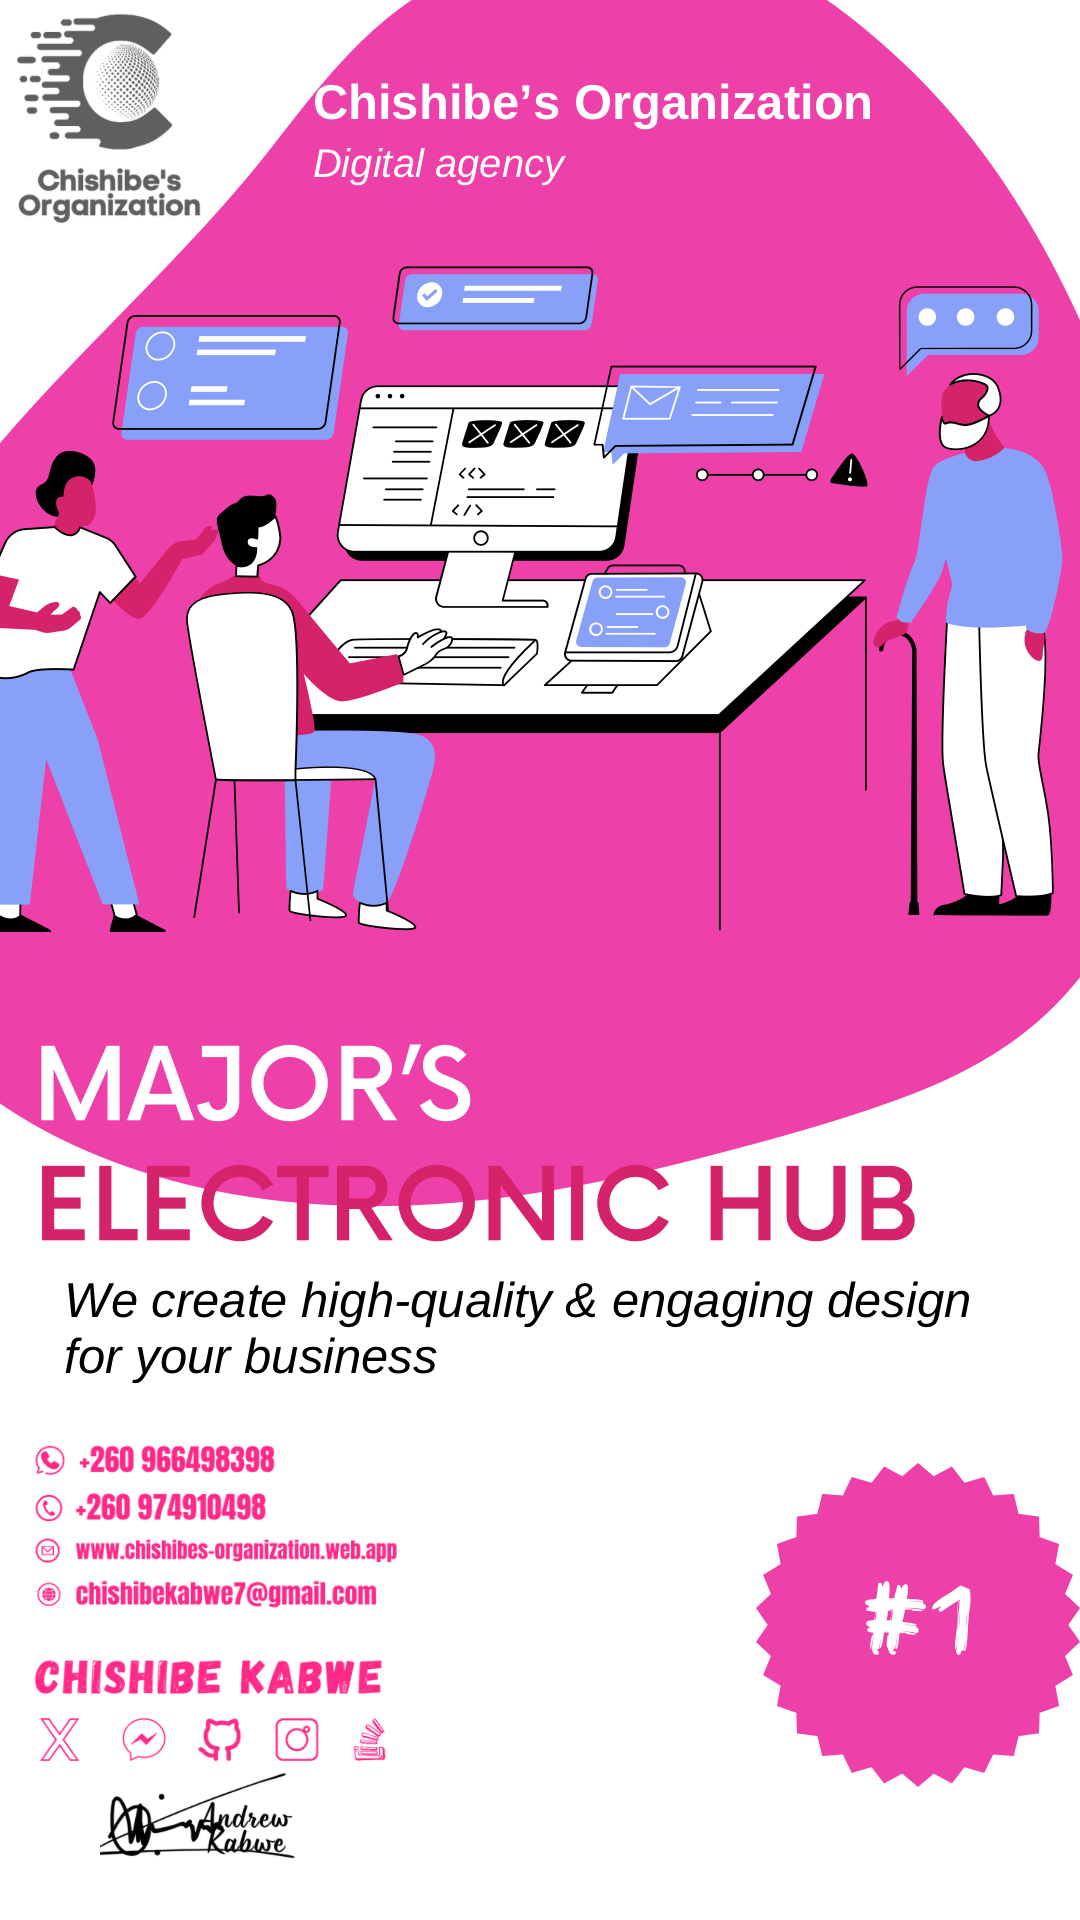 Chishibe's
Organization
Chishibe’s Organization
Digital agency
MAJOR’S
ELECTRONIC HUB
We create high-quality & engaging design
for your business
+260 966498398
+260 974910498
www.chishibes-organization.web.app
chishibekabwe7@gmail.com
#1
CHISHIBE KABWE
Andrew
Kabwe